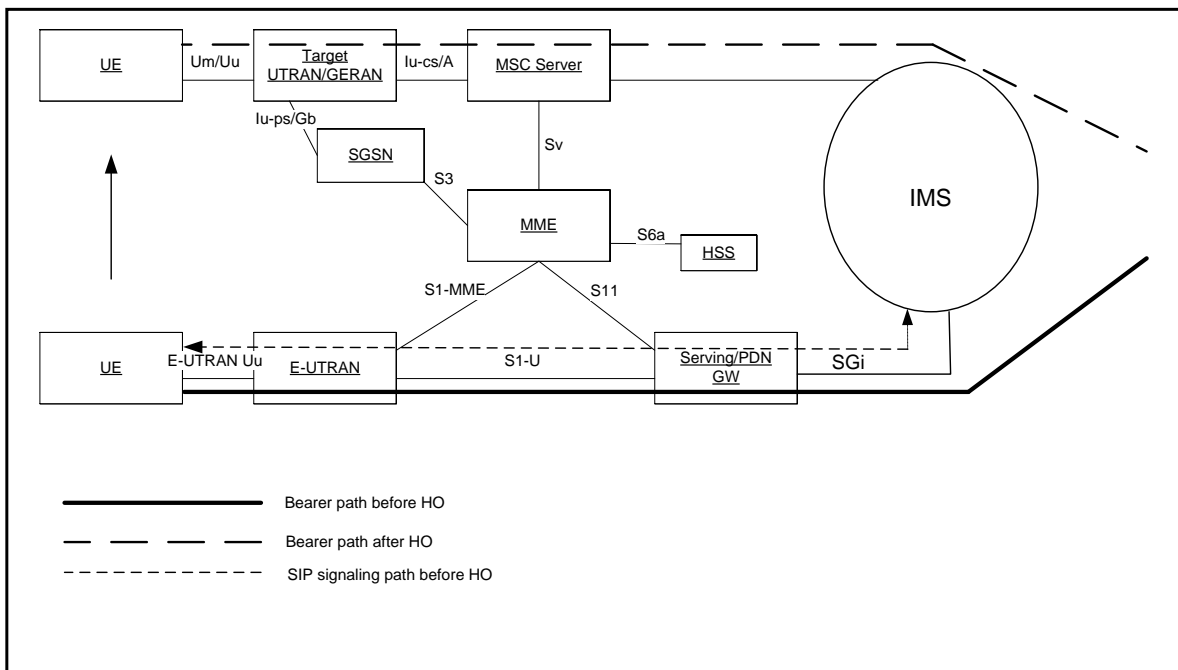 UE
Um/Uu
Target
UTRAN/GERAN
Iu-cs/A
MSC Server
Iu-ps/Gb
SGSN
S3
Sv
MME
S6a
HSS
IMS
S1-MME
S11
UE
E-UTRAN Uu
E-UTRAN
S1-U
Serving/PDN
GW
SGi
Bearer path before HO
Bearer path after HO
SIP signaling path before HO